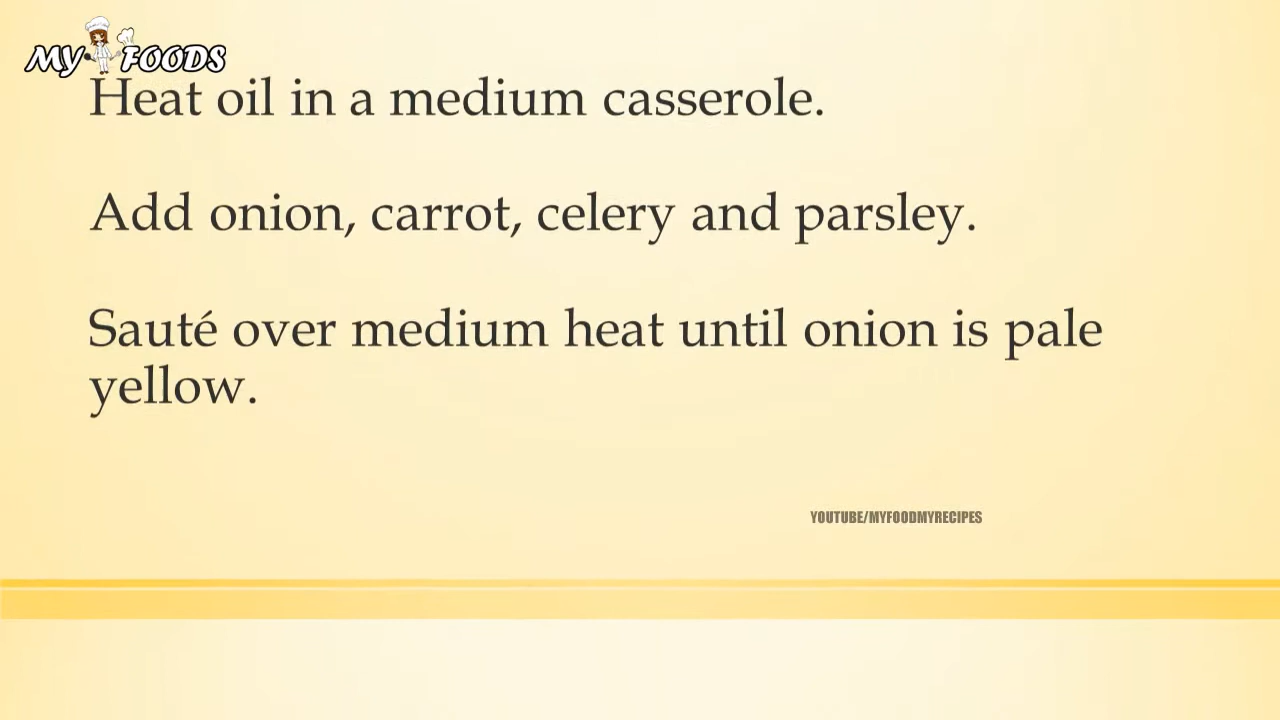 MY FOODS
Heat oil in a medium casserole.
Add onion, carrot, celery and parsley.
Sauté over medium heat until onion is pale
yellow.
YOUTUBE/MYFOODMYRECIPES